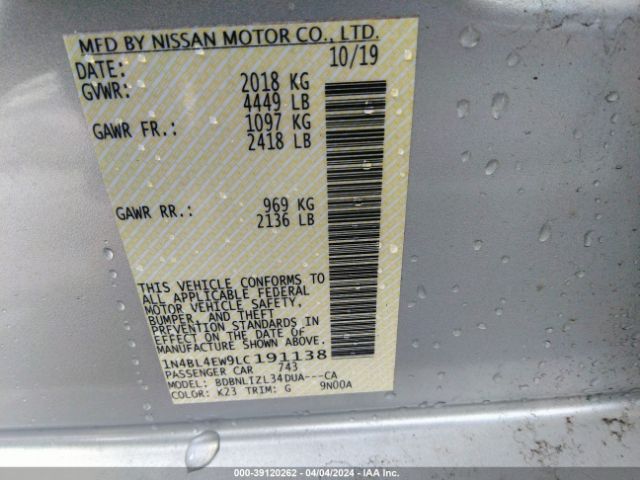 MFD BY NISSAN MOTOR CO., LTD.
DATE: 10/19
GVWR: 2018 KG
4449 LB
GAWR FR.: 1097 KG
2418 LB
GAWR RR.: 969 KG
2136 LB
THIS VEHICLE CONFORMS TO
ALL APPLICABLE FEDERAL
MOTOR VEHICLE SAFETY,
BUMPER, AND THEFT
PREVENTION STANDARDS IN
EFFECT ON THE DATE OF
MANUFACTURE SHOWN ABOVE.
1N4BL4EW9LC191138
PASSENGER CAR 743
MODEL: BDBNLIZL34DUA---CA
COLOR: K23 TRIM: G 9N00A
000-39120262 - 04/04/2024 - IAA Inc.